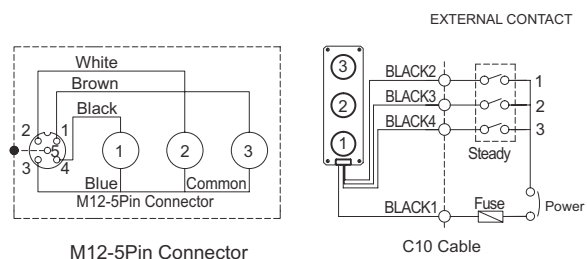 EXTERNAL CONTACT
White
Brown
Black
2 1
5
3 4
1 2 3
Blue Common
M12-5Pin Connector
M12-5Pin Connector
3
2
1
BLACK2
BLACK3
BLACK4
1
2
3
Steady
BLACK1
Fuse
Power
C10 Cable